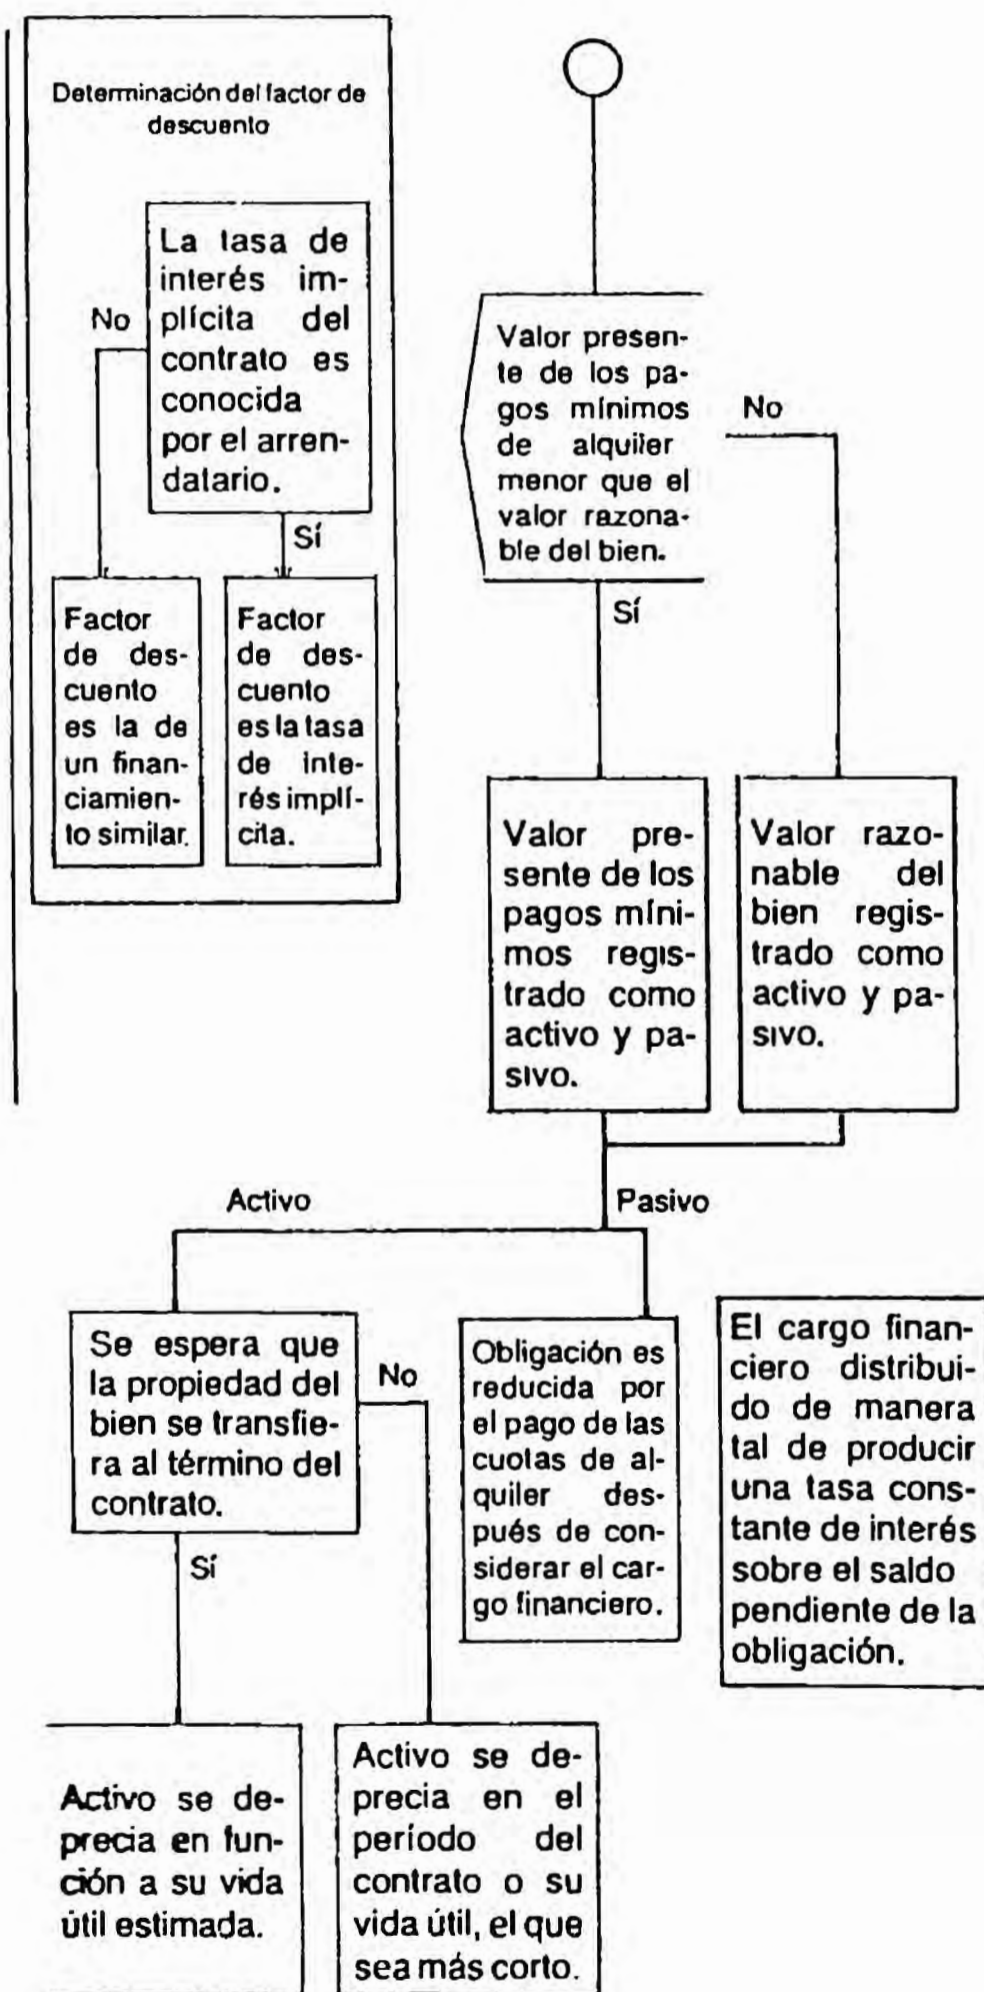 Determinación del factor de
descuento
La tasa de
interés im-
plícita del
contrato es
conocida
por el arren-
datario.
No
Sí
Factor
de des-
cuento
es la de
un finan-
ciamien-
to similar.
Factor
de des-
cuento
es la tasa
de inte-
rés implí-
cita.
Valor presen-
te de los pa-
gos mínimos
de alquiler
menor que el
valor razona-
ble del bien.
No
Sí
Valor pre-
sente de los
pagos míni-
mos regis-
trado como
activo y pa-
sivo.
Valor razo-
nable del
bien regis-
trado como
activo y pa-
sivo.
Activo
Pasivo
Se espera que
la propiedad del
bien se transfie-
ra al término del
contrato.
No
Sí
Obligación es
reducida por
el pago de las
cuotas de al-
quiler des-
pués de con-
siderar el car-
go financiero.
El cargo finan-
ciero distribui-
do de manera
tal de producir
una tasa cons-
tante de interés
sobre el saldo
pendiente de la
obligación.
Activo se de-
precia en fun-
ción a su vida
útil estimada.
Activo se de-
precia en el
período del
contrato o su
vida útil, el que
sea más corto.